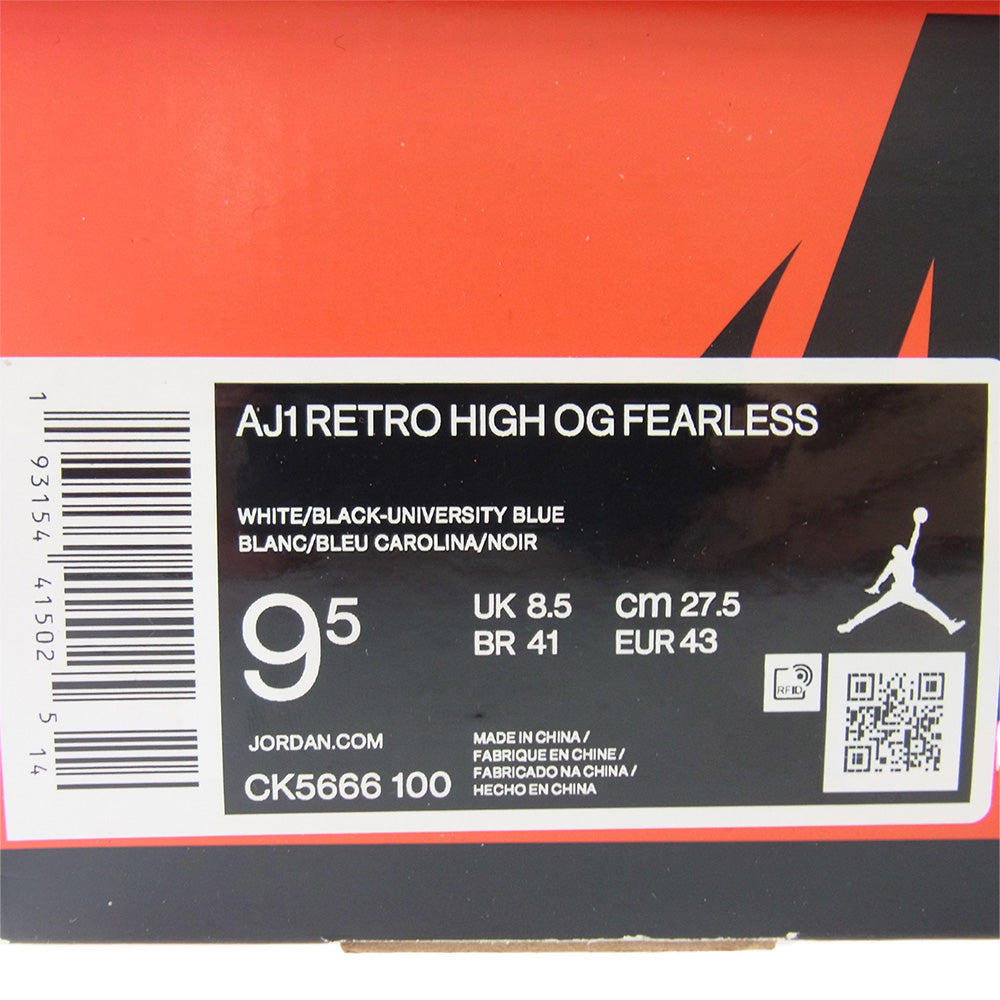 AJ1 RETRO HIGH OG FEARLESS
WHITE/BLACK-UNIVERSITY BLUE
BLANC/BLEU CAROLINA/NOIR
9 5
UK 8.5 cm 27.5
BR 41 EUR 43
RFID
JORDAN.COM
CK5666 100
MADE IN CHINA /
FABRIQUE EN CHINE /
FABRICADO NA CHINA /
HECHO EN CHINA
1 93154 41502 5 14